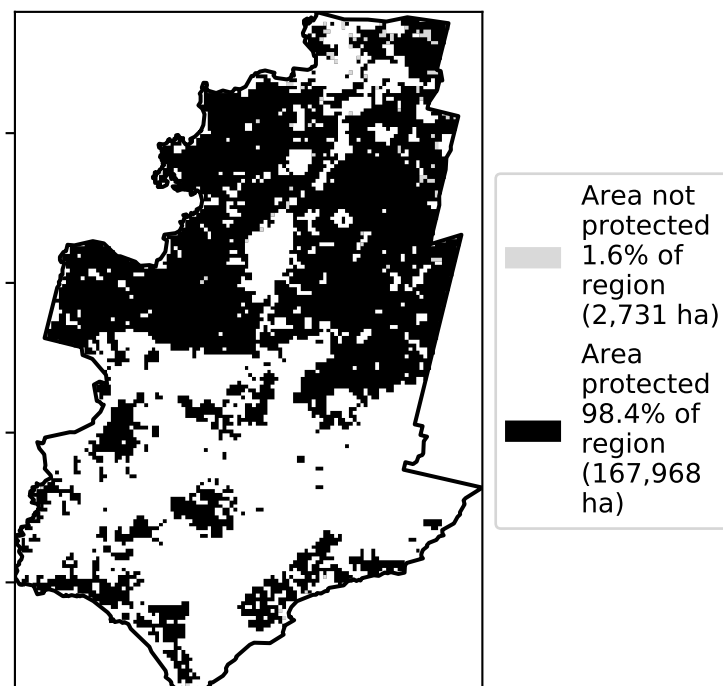 Area not
protected
1.6% of
region
(2,731 ha)
Area
protected
98.4% of
region
(167,968
ha)